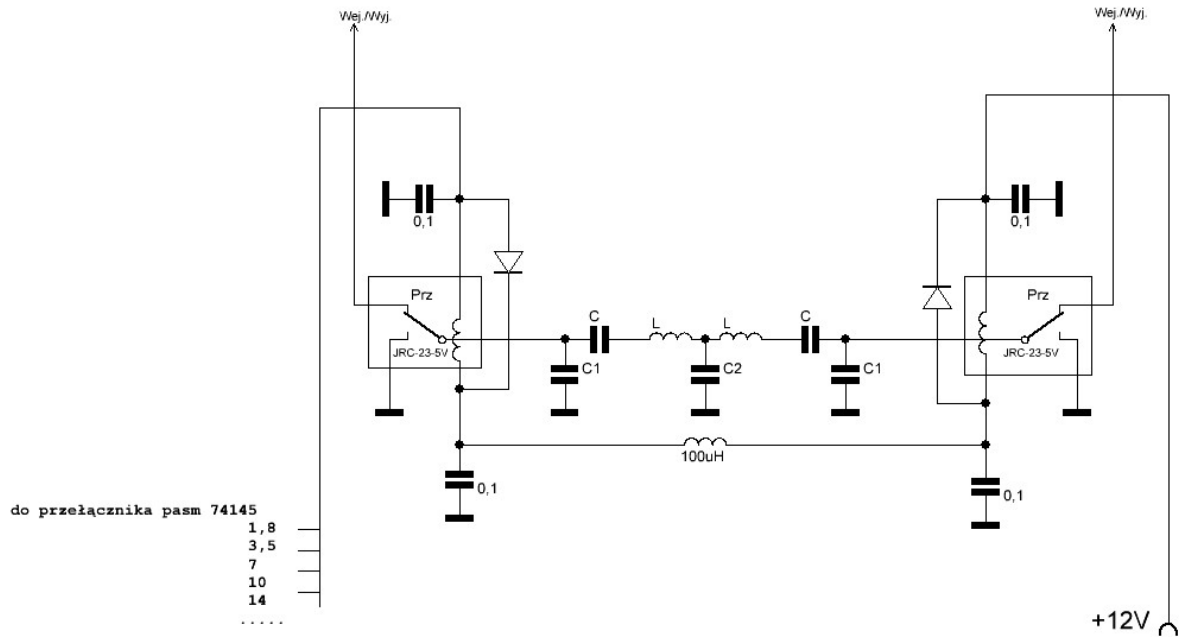 Wej./Wyj.
Wej./Wyj.
0,1
0,1
Prz
Prz
C
L
L
C
JRC-23-5V
JRC-23-5V
C1
C2
C1
100uH
0,1
0,1
do przełącznika pasm 74145
1,8
3,5
7
10
14
.....
+12V